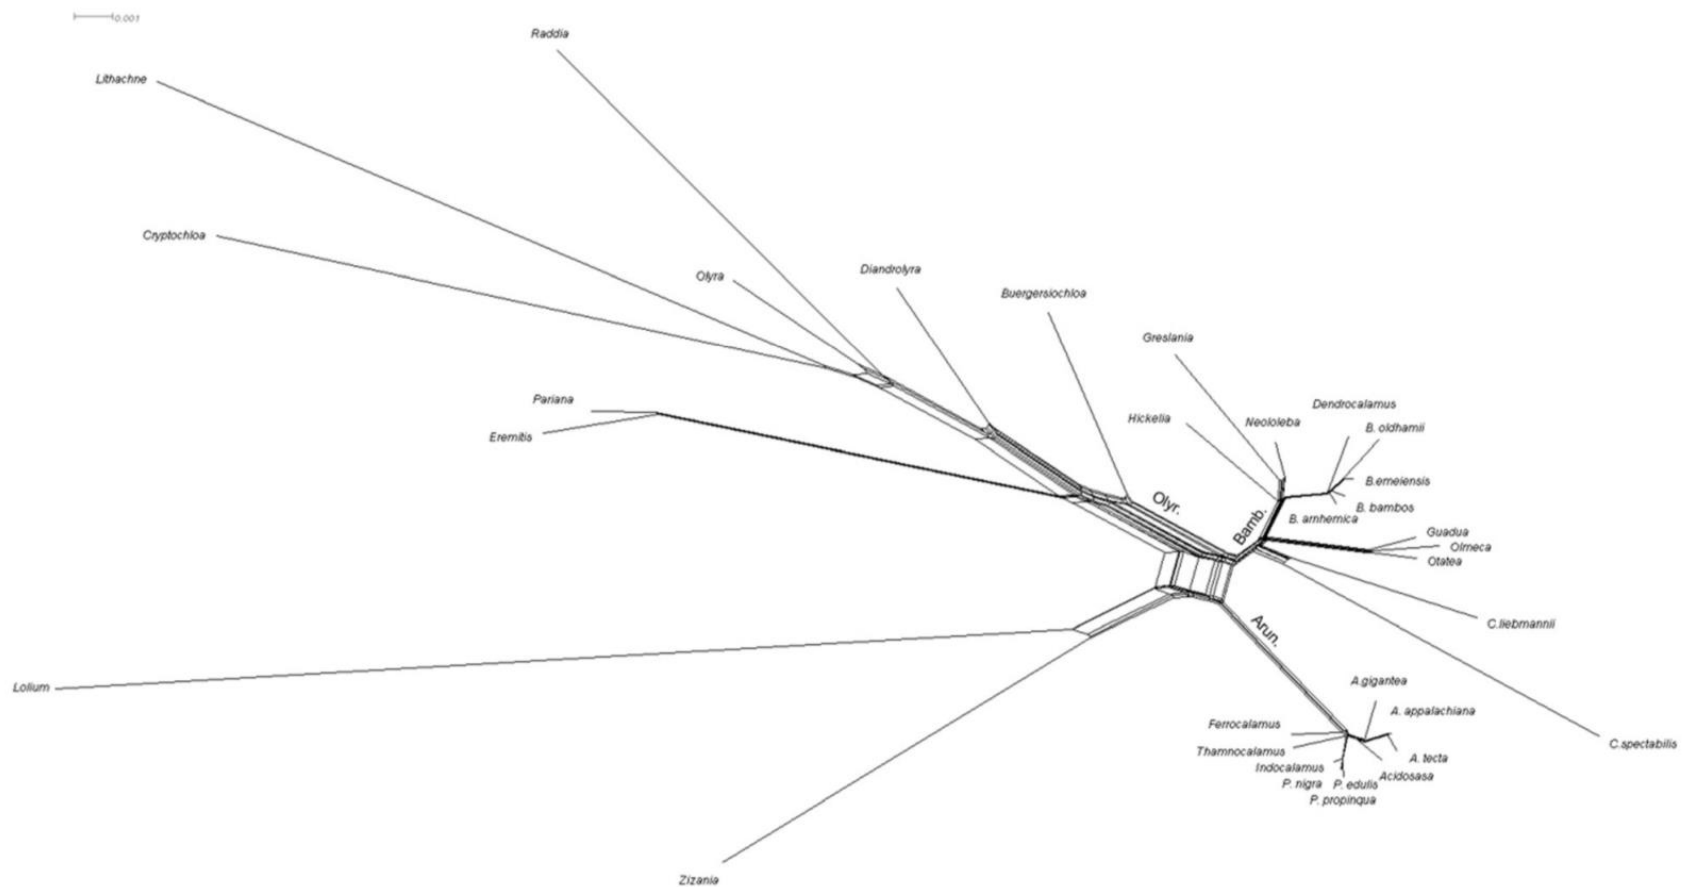 0.001
Raddia
Lithachne
Cryptochloa
Olyra
Diandrolyra
Buergersiochloa
Greslania
Pariana
Eremitis
Hickelia
Neololeba
Dendrocalamus
B. oldhamii
B.emeiensis
B. bambos
B. arnhemica
Olyr.
Bamb.
Guadua
Olmeca
Otatea
C.liebmannii
Arun.
Lolium
A.gigantea
A. appalachiana
Ferrocalamus
C.spectabilis
Thamnocalamus
A. tecta
Indocalamus
Acidosasa
P. nigra
P. edulis
P. propinqua
Zizania